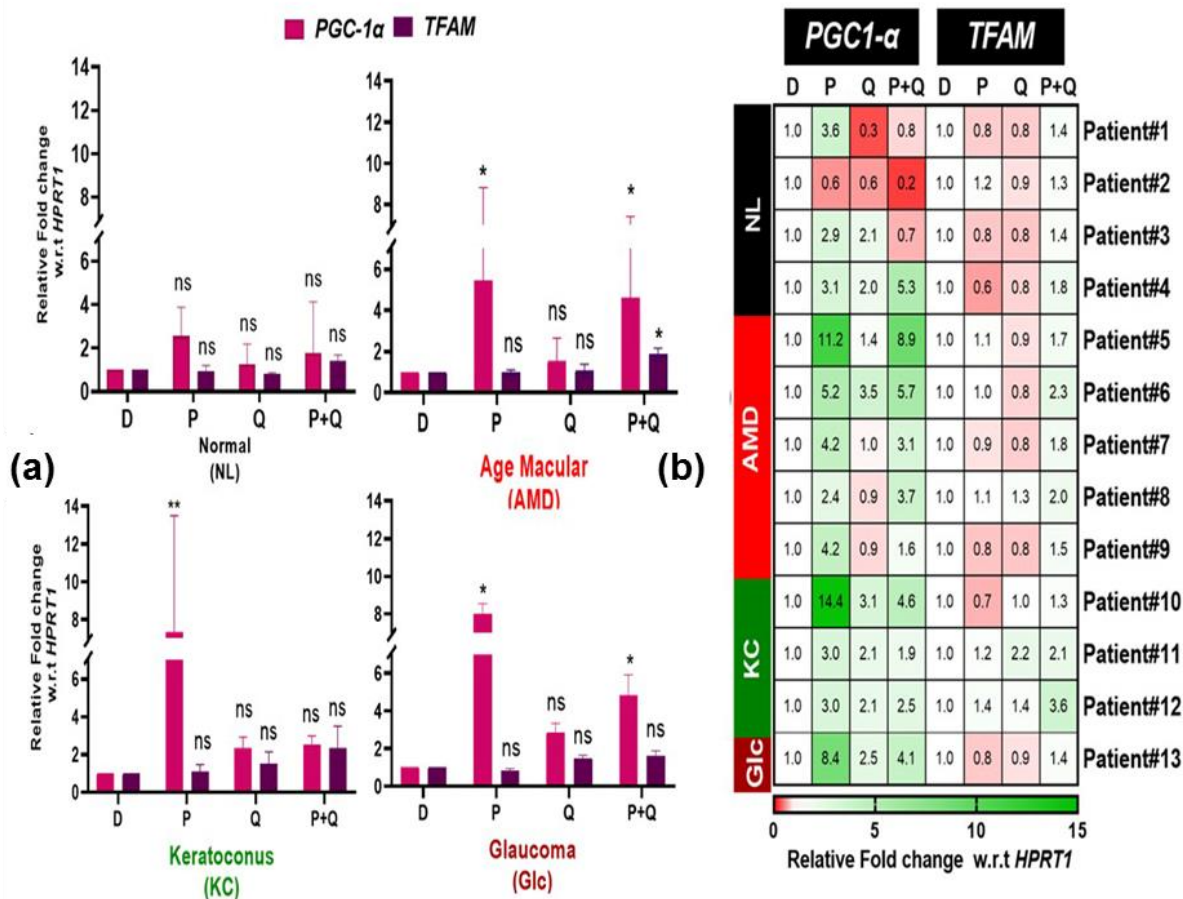 PGC-1α TFAM
Relative Fold change
w.r.t HPRT1
14
12
10
8
6
4
2
0
ns
ns
ns
ns
ns
ns
D P Q P+Q
Normal
(NL)
14
12
10
8
6
4
2
0
*
ns
ns
ns
*
*
D P Q P+Q
Age Macular
(AMD)
(a)
Relative Fold change
w.r.t HPRT1
14
12
10
8
6
4
2
0
**
ns
ns
ns
ns
ns
D P Q P+Q
Keratoconus
(KC)
14
12
10
8
6
4
2
0
*
ns
ns
ns
*
ns
D P Q P+Q
Glaucoma
(Glc)
(b)
PGC1-α TFAM
D P Q P+Q D P Q P+Q
NL
1.0 3.6 0.3 0.8 1.0 0.8 0.8 1.4 Patient#1
1.0 0.6 0.6 0.2 1.0 1.2 0.9 1.3 Patient#2
1.0 2.9 2.1 0.7 1.0 0.8 0.8 1.4 Patient#3
1.0 3.1 2.0 5.3 1.0 0.6 0.8 1.8 Patient#4
AMD
1.0 11.2 1.4 8.9 1.0 1.1 0.9 1.7 Patient#5
1.0 5.2 3.5 5.7 1.0 1.0 0.8 2.3 Patient#6
1.0 4.2 1.0 3.1 1.0 0.9 0.8 1.8 Patient#7
1.0 2.4 0.9 3.7 1.0 1.1 1.3 2.0 Patient#8
1.0 4.2 0.9 1.6 1.0 0.8 0.8 1.5 Patient#9
KC
1.0 14.4 3.1 4.6 1.0 0.7 1.0 1.3 Patient#10
1.0 3.0 2.1 1.9 1.0 1.2 2.2 2.1 Patient#11
1.0 3.0 2.1 2.5 1.0 1.4 1.4 3.6 Patient#12
Glc
1.0 8.4 2.5 4.1 1.0 0.8 0.9 1.4 Patient#13
0 5 10 15
Relative Fold change w.r.t HPRT1